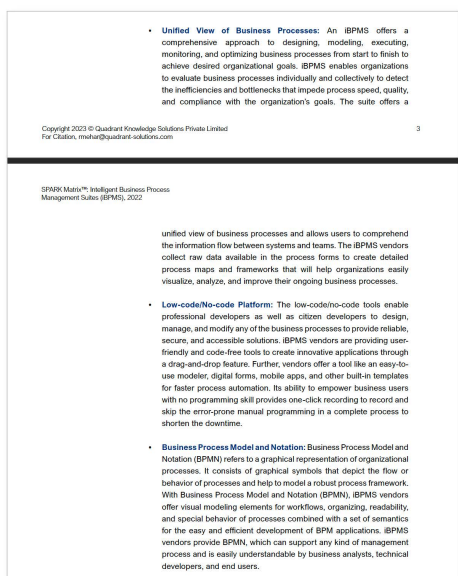 • Unified View of Business Processes: An iBPMS offers a
comprehensive approach to designing, modeling, executing,
monitoring, and optimizing business processes from start to finish to
achieve desired organizational goals. iBPMS enables organizations
to evaluate business processes individually and collectively to detect
the inefficiencies and bottlenecks that impede process speed, quality,
and compliance with the organization's goals. The suite offers a
Copyright 2023 © Quadrant Knowledge Solutions Private Limited 3
For Citation, rmehar@quadrant-solutions.com
SPARK Matrix™: Intelligent Business Process
Management Suites (iBPMS), 2022
unified view of business processes and allows users to comprehend
the information flow between systems and teams. The iBPMS vendors
collect raw data available in the process forms to create detailed
process maps and frameworks that will help organizations easily
visualize, analyze, and improve their ongoing business processes.
• Low-code/No-code Platform: The low-code/no-code tools enable
professional developers as well as citizen developers to design,
manage, and modify any of the business processes to provide reliable,
secure, and accessible solutions. iBPMS vendors are providing user-
friendly and code-free tools to create innovative applications through
a drag-and-drop feature. Further, vendors offer a tool like an easy-to-
use modeler, digital forms, mobile apps, and other built-in templates
for faster process automation. Its ability to empower business users
with no programming skill provides one-click recording to record and
skip the error-prone manual programming in a complete process to
shorten the downtime.
• Business Process Model and Notation: Business Process Model and
Notation (BPMN) refers to a graphical representation of organizational
processes. It consists of graphical symbols that depict the flow or
behavior of processes and help to model a robust process framework.
With Business Process Model and Notation (BPMN), iBPMS vendors
offer visual modeling elements for workflows, organizing, readability,
and special behavior of processes combined with a set of semantics
for the easy and efficient development of BPM applications. iBPMS
vendors provide BPMN, which can support any kind of management
process and is easily understandable by business analysts, technical
developers, and end users.